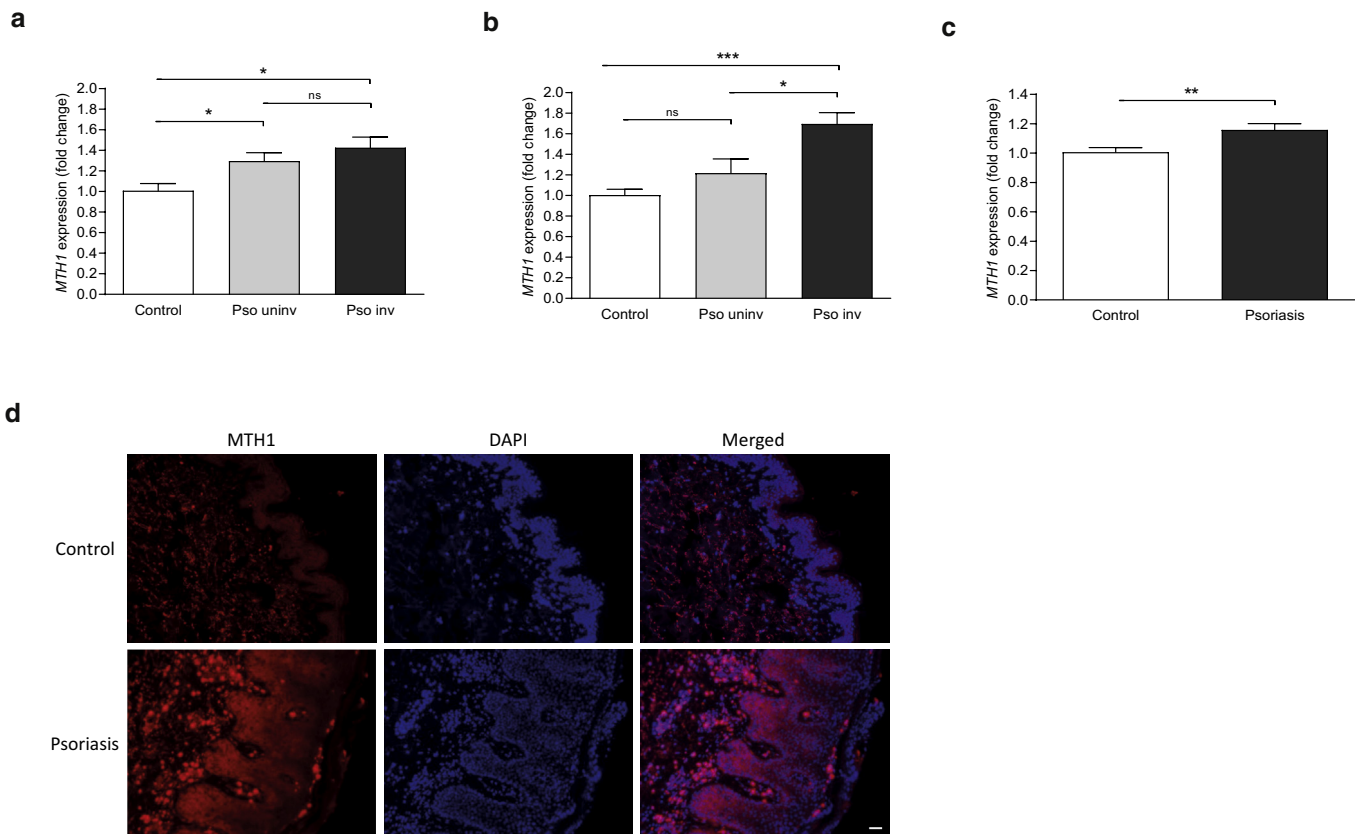 a
MTH1 expression (fold change)
2.0
1.8
1.6
1.4
1.2
1.0
0.8
0.6
0.4
0.2
0.0
*
ns
*
Control Pso uninv Pso inv
b
MTH1 expression (fold change)
2.0
1.8
1.6
1.4
1.2
1.0
0.8
0.6
0.4
0.2
0.0
***
*
ns
Control Pso uninv Pso inv
c
MTH1 expression (fold change)
1.4
1.2
1.0
0.8
0.6
0.4
0.2
0.0
**
Control Psoriasis
d
MTH1 DAPI Merged
Control
Psoriasis